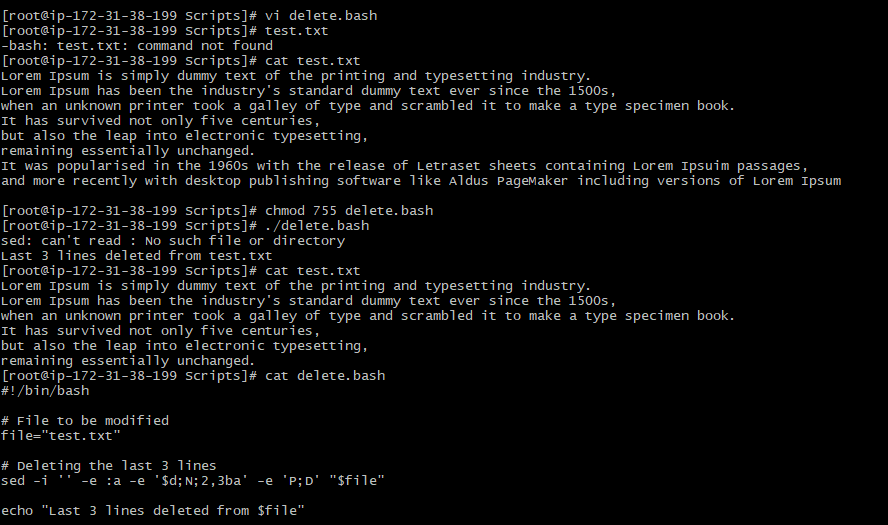 [root@ip-172-31-38-199 Scripts]# vi delete.bash
[root@ip-172-31-38-199 Scripts]# test.txt
-bash: test.txt: command not found
[root@ip-172-31-38-199 Scripts]# cat test.txt
Lorem Ipsum is simply dummy text of the printing and typesetting industry.
Lorem Ipsum has been the industry's standard dummy text ever since the 1500s,
when an unknown printer took a galley of type and scrambled it to make a type specimen book.
It has survived not only five centuries,
but also the leap into electronic typesetting,
remaining essentially unchanged.
It was popularised in the 1960s with the release of Letraset sheets containing Lorem Ipsuim passages,
and more recently with desktop publishing software like Aldus PageMaker including versions of Lorem Ipsum
[root@ip-172-31-38-199 Scripts]# chmod 755 delete.bash
[root@ip-172-31-38-199 Scripts]# ./delete.bash
sed: can't read : No such file or directory
Last 3 lines deleted from test.txt
[root@ip-172-31-38-199 Scripts]# cat test.txt
Lorem Ipsum is simply dummy text of the printing and typesetting industry.
Lorem Ipsum has been the industry's standard dummy text ever since the 1500s,
when an unknown printer took a galley of type and scrambled it to make a type specimen book.
It has survived not only five centuries,
but also the leap into electronic typesetting,
remaining essentially unchanged.
[root@ip-172-31-38-199 Scripts]# cat delete.bash
#!/bin/bash
# File to be modified
file="test.txt"
# Deleting the last 3 lines
sed -i '' -e :a -e '$d;N;2,3ba' -e 'P;D' "$file"
echo "Last 3 lines deleted from $file"